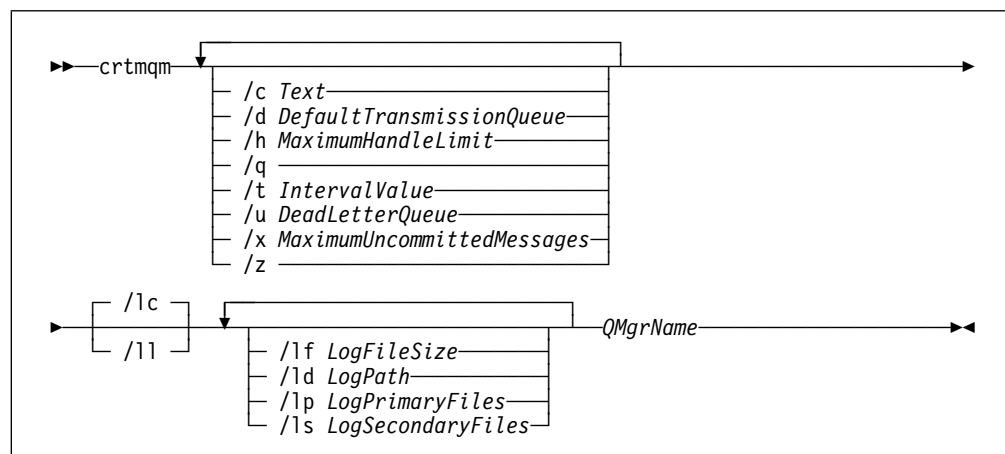 crtmqm
/c Text
/d DefaultTransmissionQueue
/h MaximumHandleLimit
/q
/t IntervalValue
/u DeadLetterQueue
/x MaximumUncommittedMessages
/z
/lc
/ll
/lf LogFileSize
/ld LogPath
/lp LogPrimaryFiles
/ls LogSecondaryFiles
QMgrName